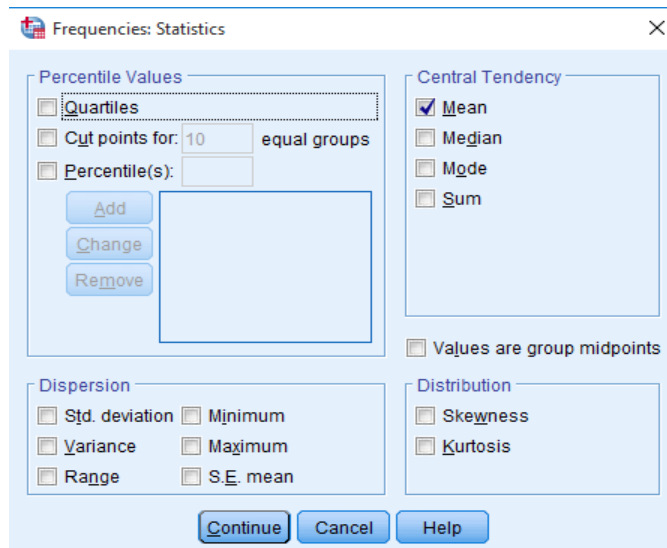 Frequencies: Statistics
Percentile Values
Quartiles
Cut points for: 10 equal groups
Percentile(s):
Add
Change
Remove
Central Tendency
Mean
Median
Mode
Sum
Values are group midpoints
Dispersion
Std. deviation Minimum
Variance Maximum
Range S.E. mean
Distribution
Skewness
Kurtosis
Continue Cancel Help